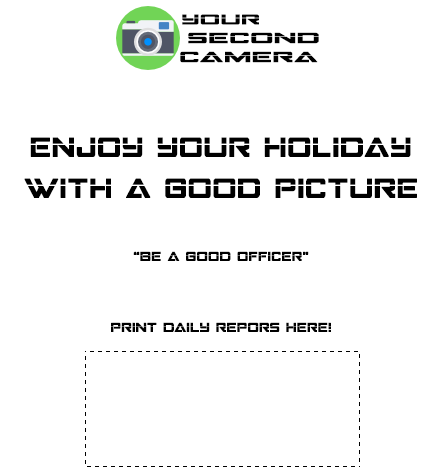 YOUR
SECOND
CAMERA
ENJOY YOUR HOLIDAY
WITH A GOOD PICTURE
"BE A GOOD OFFICER"
PRINT DAILY REPORS HERE!